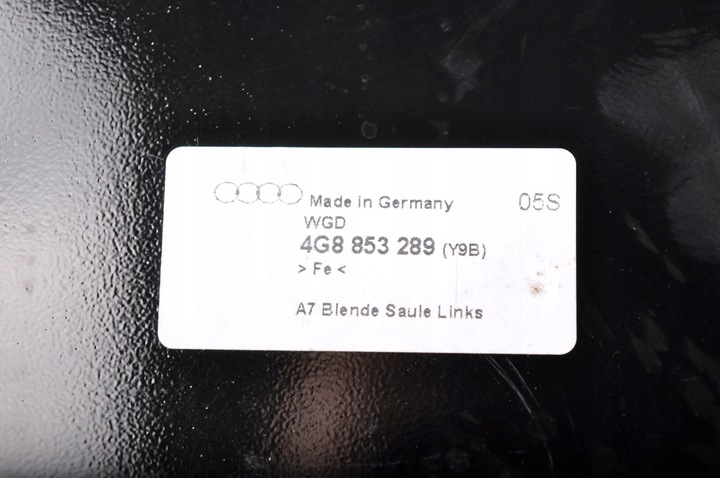 Made in Germany 05S
WGD
4G8 853 289 (Y9B)
> Fe <
A7 Blende Saule Links